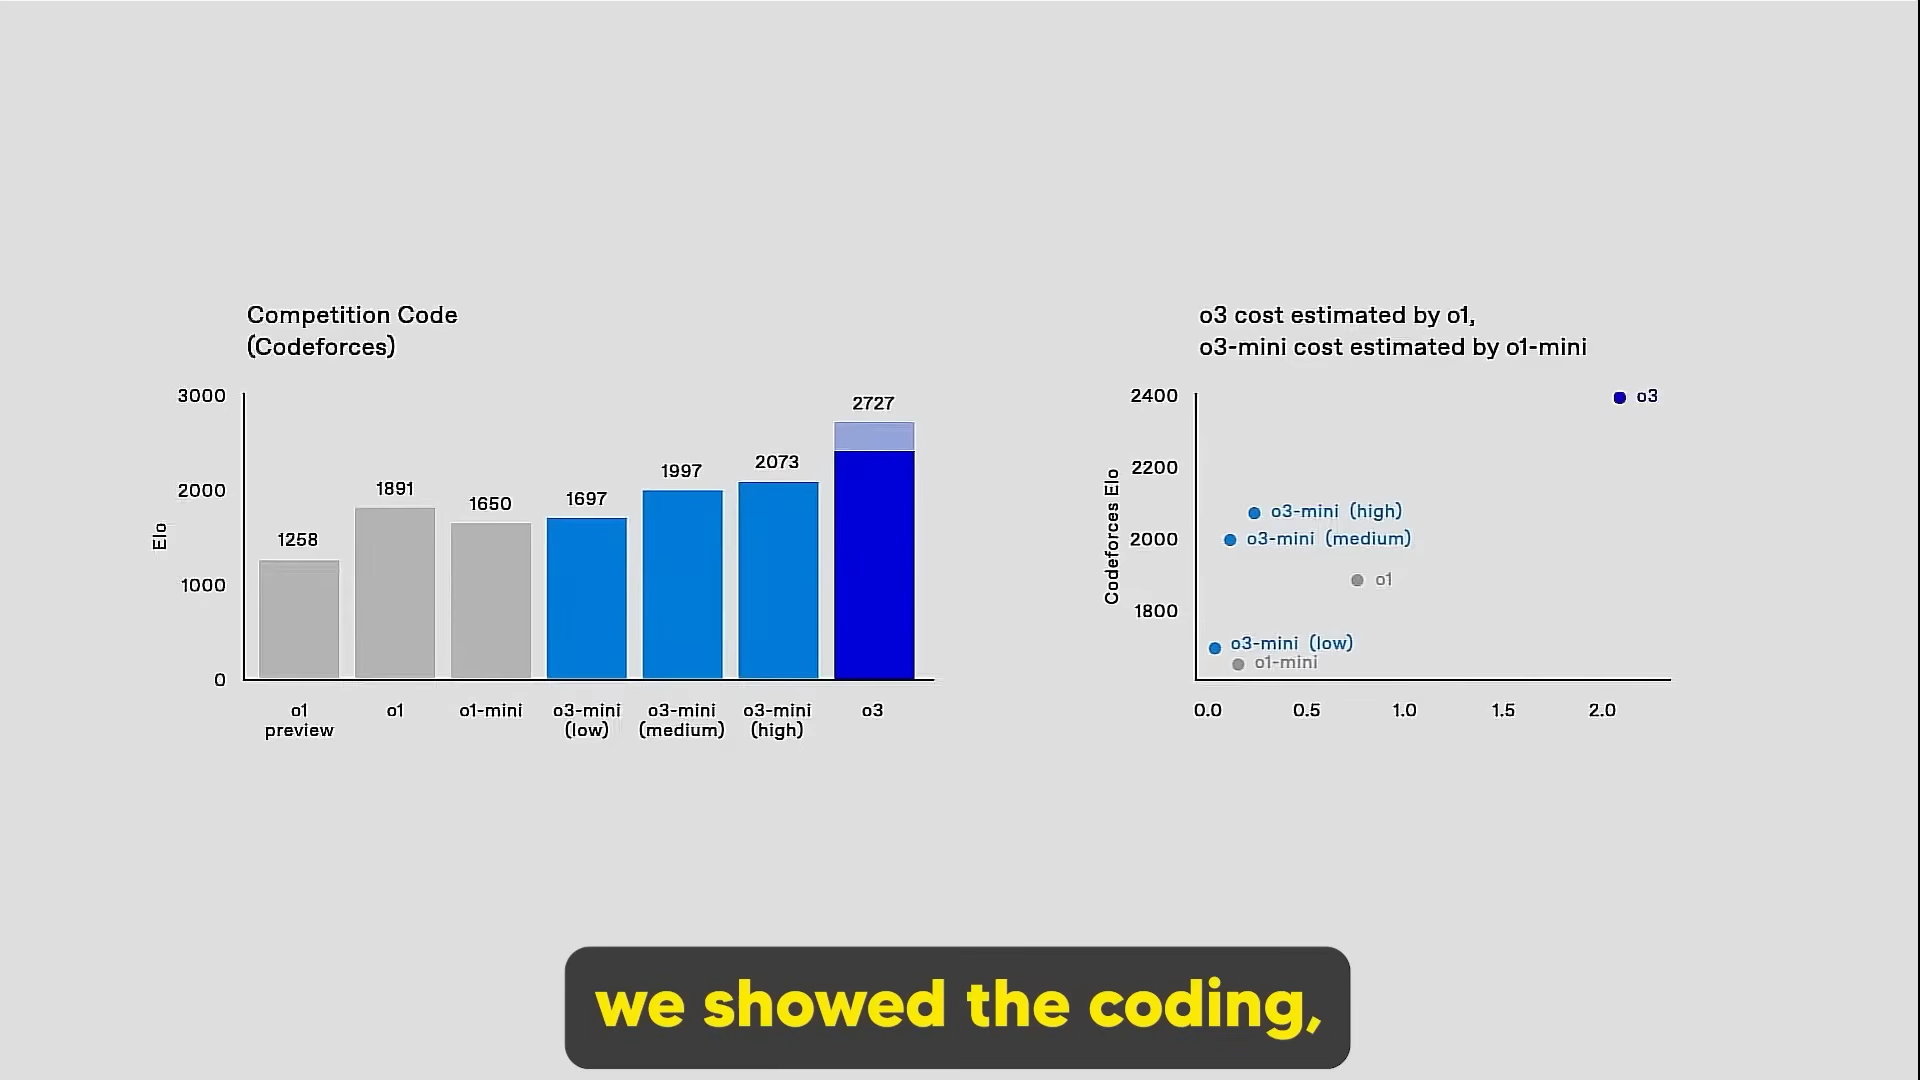 Competition Code
(Codeforces)
3000
2000
1000
0
Elo
1258
1891
1650
1697
1997
2073
2727
o1
preview
o1
o1-mini
o3-mini
(low)
o3-mini
(medium)
o3-mini
(high)
o3
o3 cost estimated by o1,
o3-mini cost estimated by o1-mini
2400
2200
2000
1800
Codeforces Elo
o3
o3-mini (high)
o3-mini (medium)
o1
o3-mini (low)
o1-mini
0.0 0.5 1.0 1.5 2.0
we showed the coding,